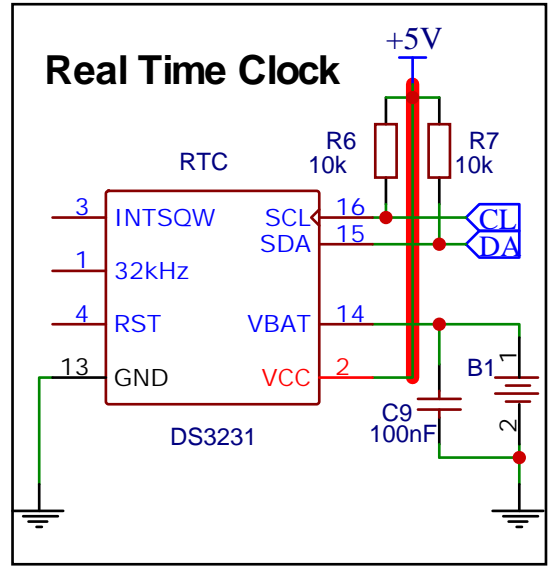 +5V
Real Time Clock
R6
10k
R7
10k
RTC
3 INTSQW SCL 16 CL
SDA 15 DA
1 32kHz
4 RST VBAT 14
13 GND VCC 2
B1 1
2
C9
100nF
DS3231